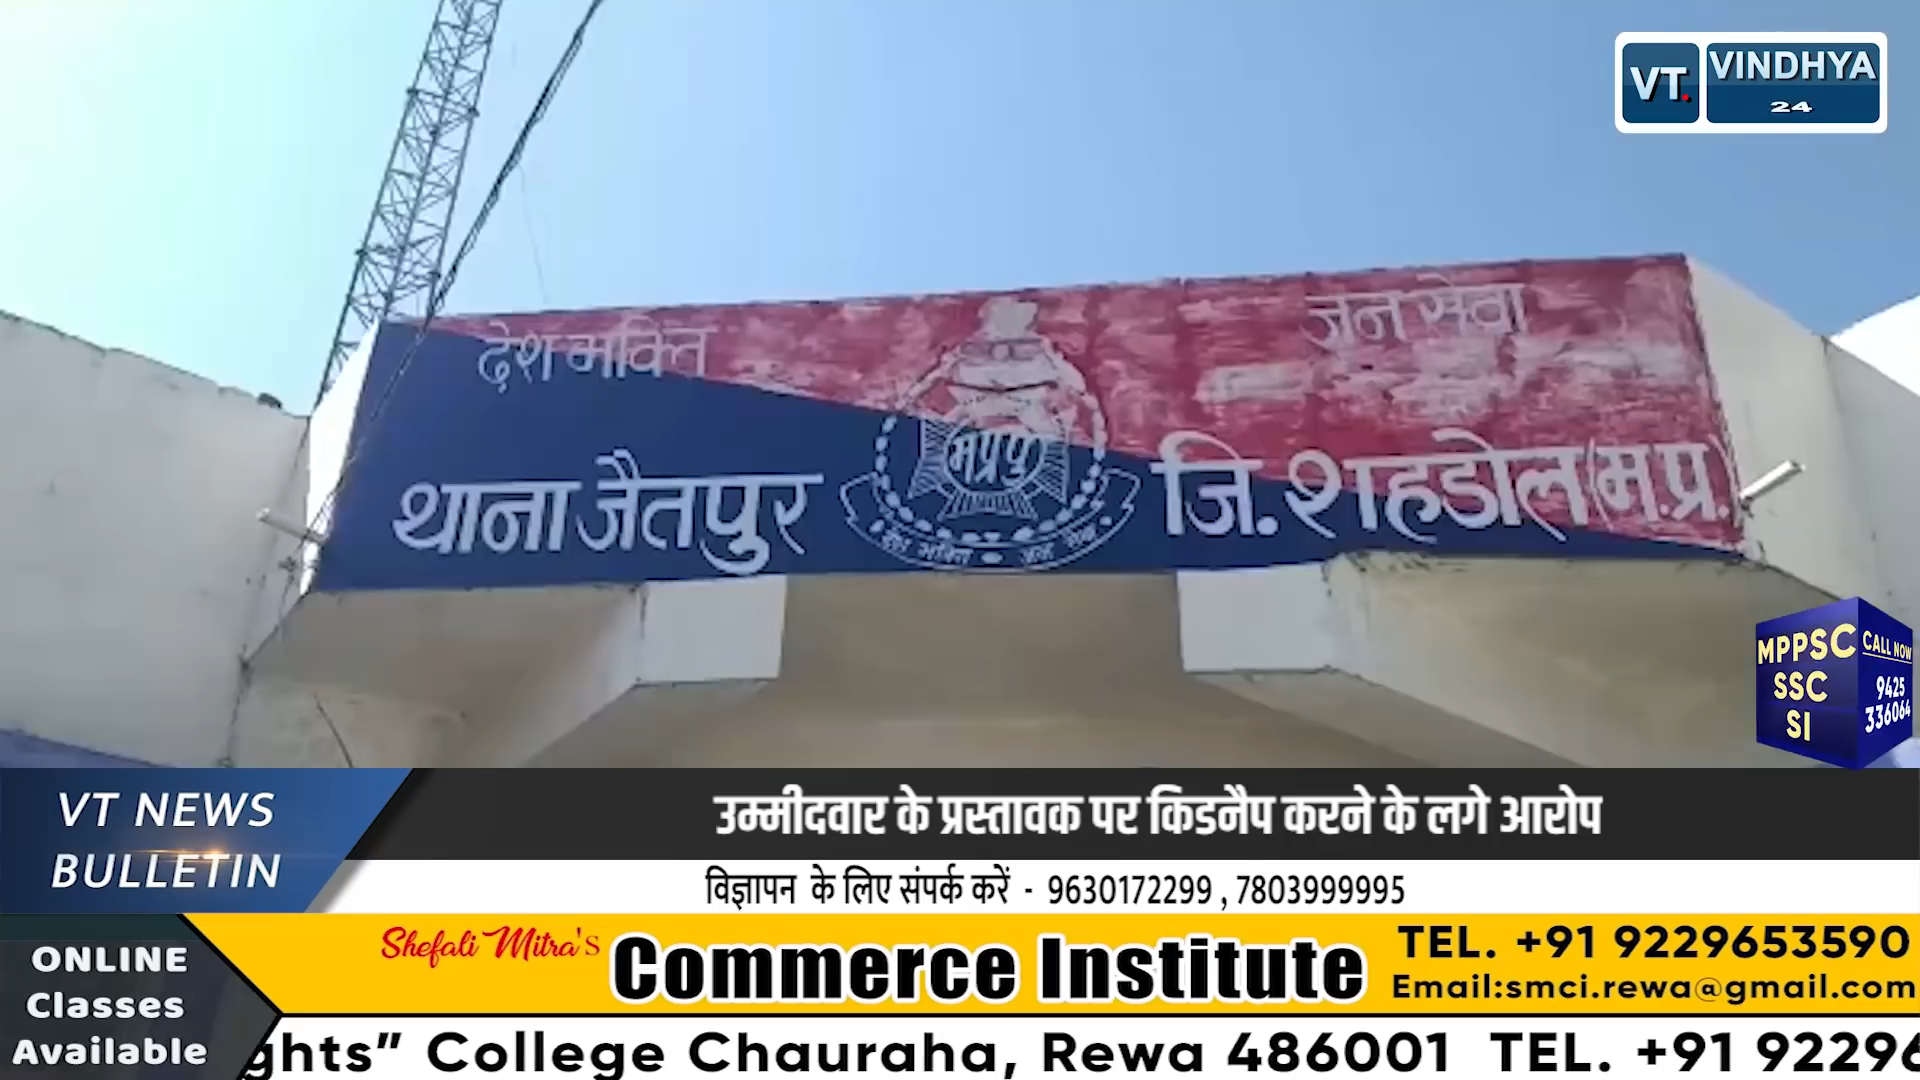 VT.
VINDHYA
24
देश भक्ति
जन सेवा
थाना जैतपुर
मप्रपु
जि. शहडोल (म.प्र.)
देश भक्ति - जन सेवा
MPPSC
SSC
SI
CALL NOW
9425
336064
VT NEWS
BULLETIN
उम्मीदवार के प्रस्तावक पर किडनैप करने के लगे आरोप
विज्ञापन के लिए संपर्क करें - 9630172299 , 7803999995
ONLINE
Classes
Available
Shefali Mitra's
Commerce Institute
TEL. +91 9229653590
Email:smci.rewa@gmail.com
ghts” College Chauraha, Rewa 486001 TEL. +91 9229